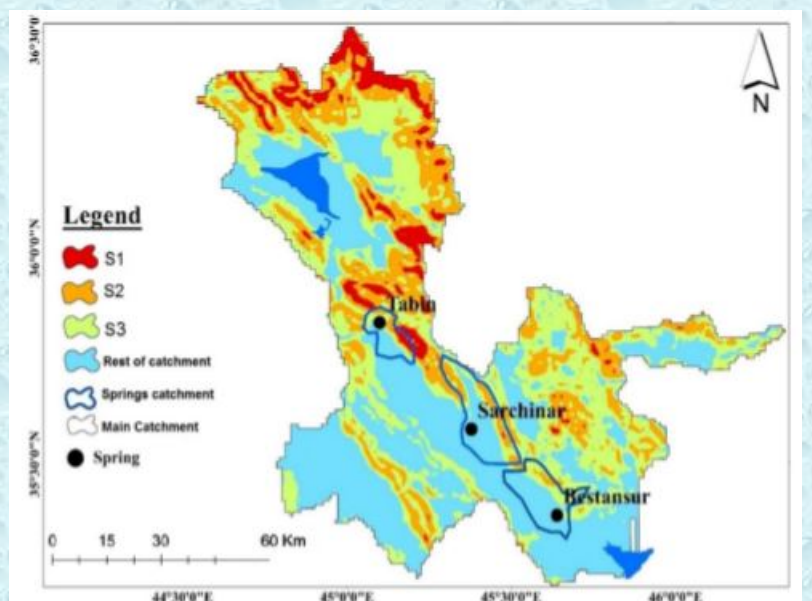 36°30'0"
N
Legend
S1
S2
S3
Rest of catchment
Springs catchment
Main Catchment
Spring
36°0'0"N
35°30'0"N
Tabin
Sarchinar
Bestansur
0 15 30 60 Km
44°30'0"E 45°0'0"E 45°30'0"E 46°0'0"E